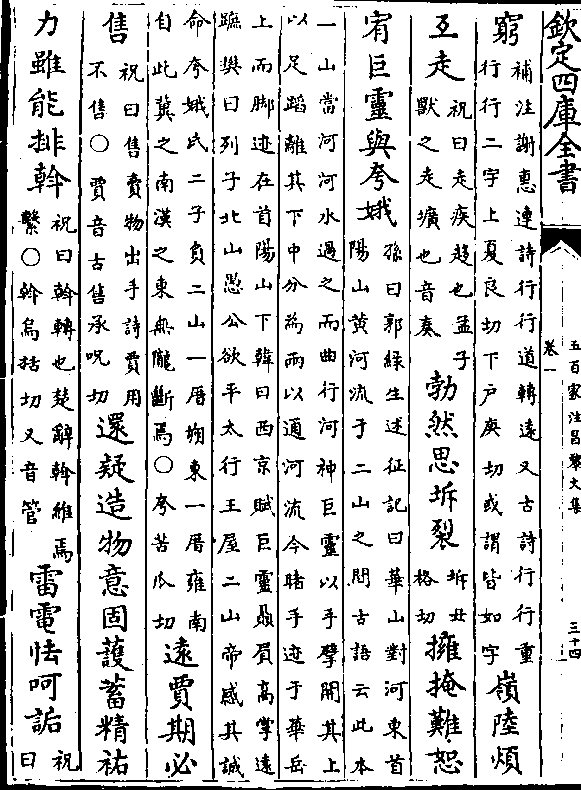 欽定四庫全書
五百家注昌黎文集
卷一
三十四
窮
補注謝惠連詩行行道轉遠又古詩行行重
行行二字上夏良切下户庚切或謂皆如字
嶺陸煩
互走
祝曰走疾趨也孟子
獸之走壙也音奏
勃然思坼裂
坼丑
格切
擁掩難恕
宥巨靈與夸娥
孫曰郭緣生述征記曰華山對河東首
陽山黄河流于二山之間古語云此本
一山當河河水過之而曲行河神巨靈以手擘開其上
以足蹈離其下中分為兩以通河流今睹手迹于華岳
上而脚迹在首陽山下韓曰西京賦巨靈贔屓高掌遠
蹠樊曰列子北山愚公欲平太行王屋二山帝感其誠
命夸娥氏二子負二山一厝朔東一厝雍南
自此冀之南漢之東無隴斷焉○夸苦瓜切
遠賈期必
售
祝曰售賣物出手詩賈用
不售○賈音古售承呪切
還疑造物意固護蓄精祐
力雖能排斡
祝曰斡轉也楚辭斡維焉
繫○斡烏括切又音管
雷電怯呵詬
祝
曰